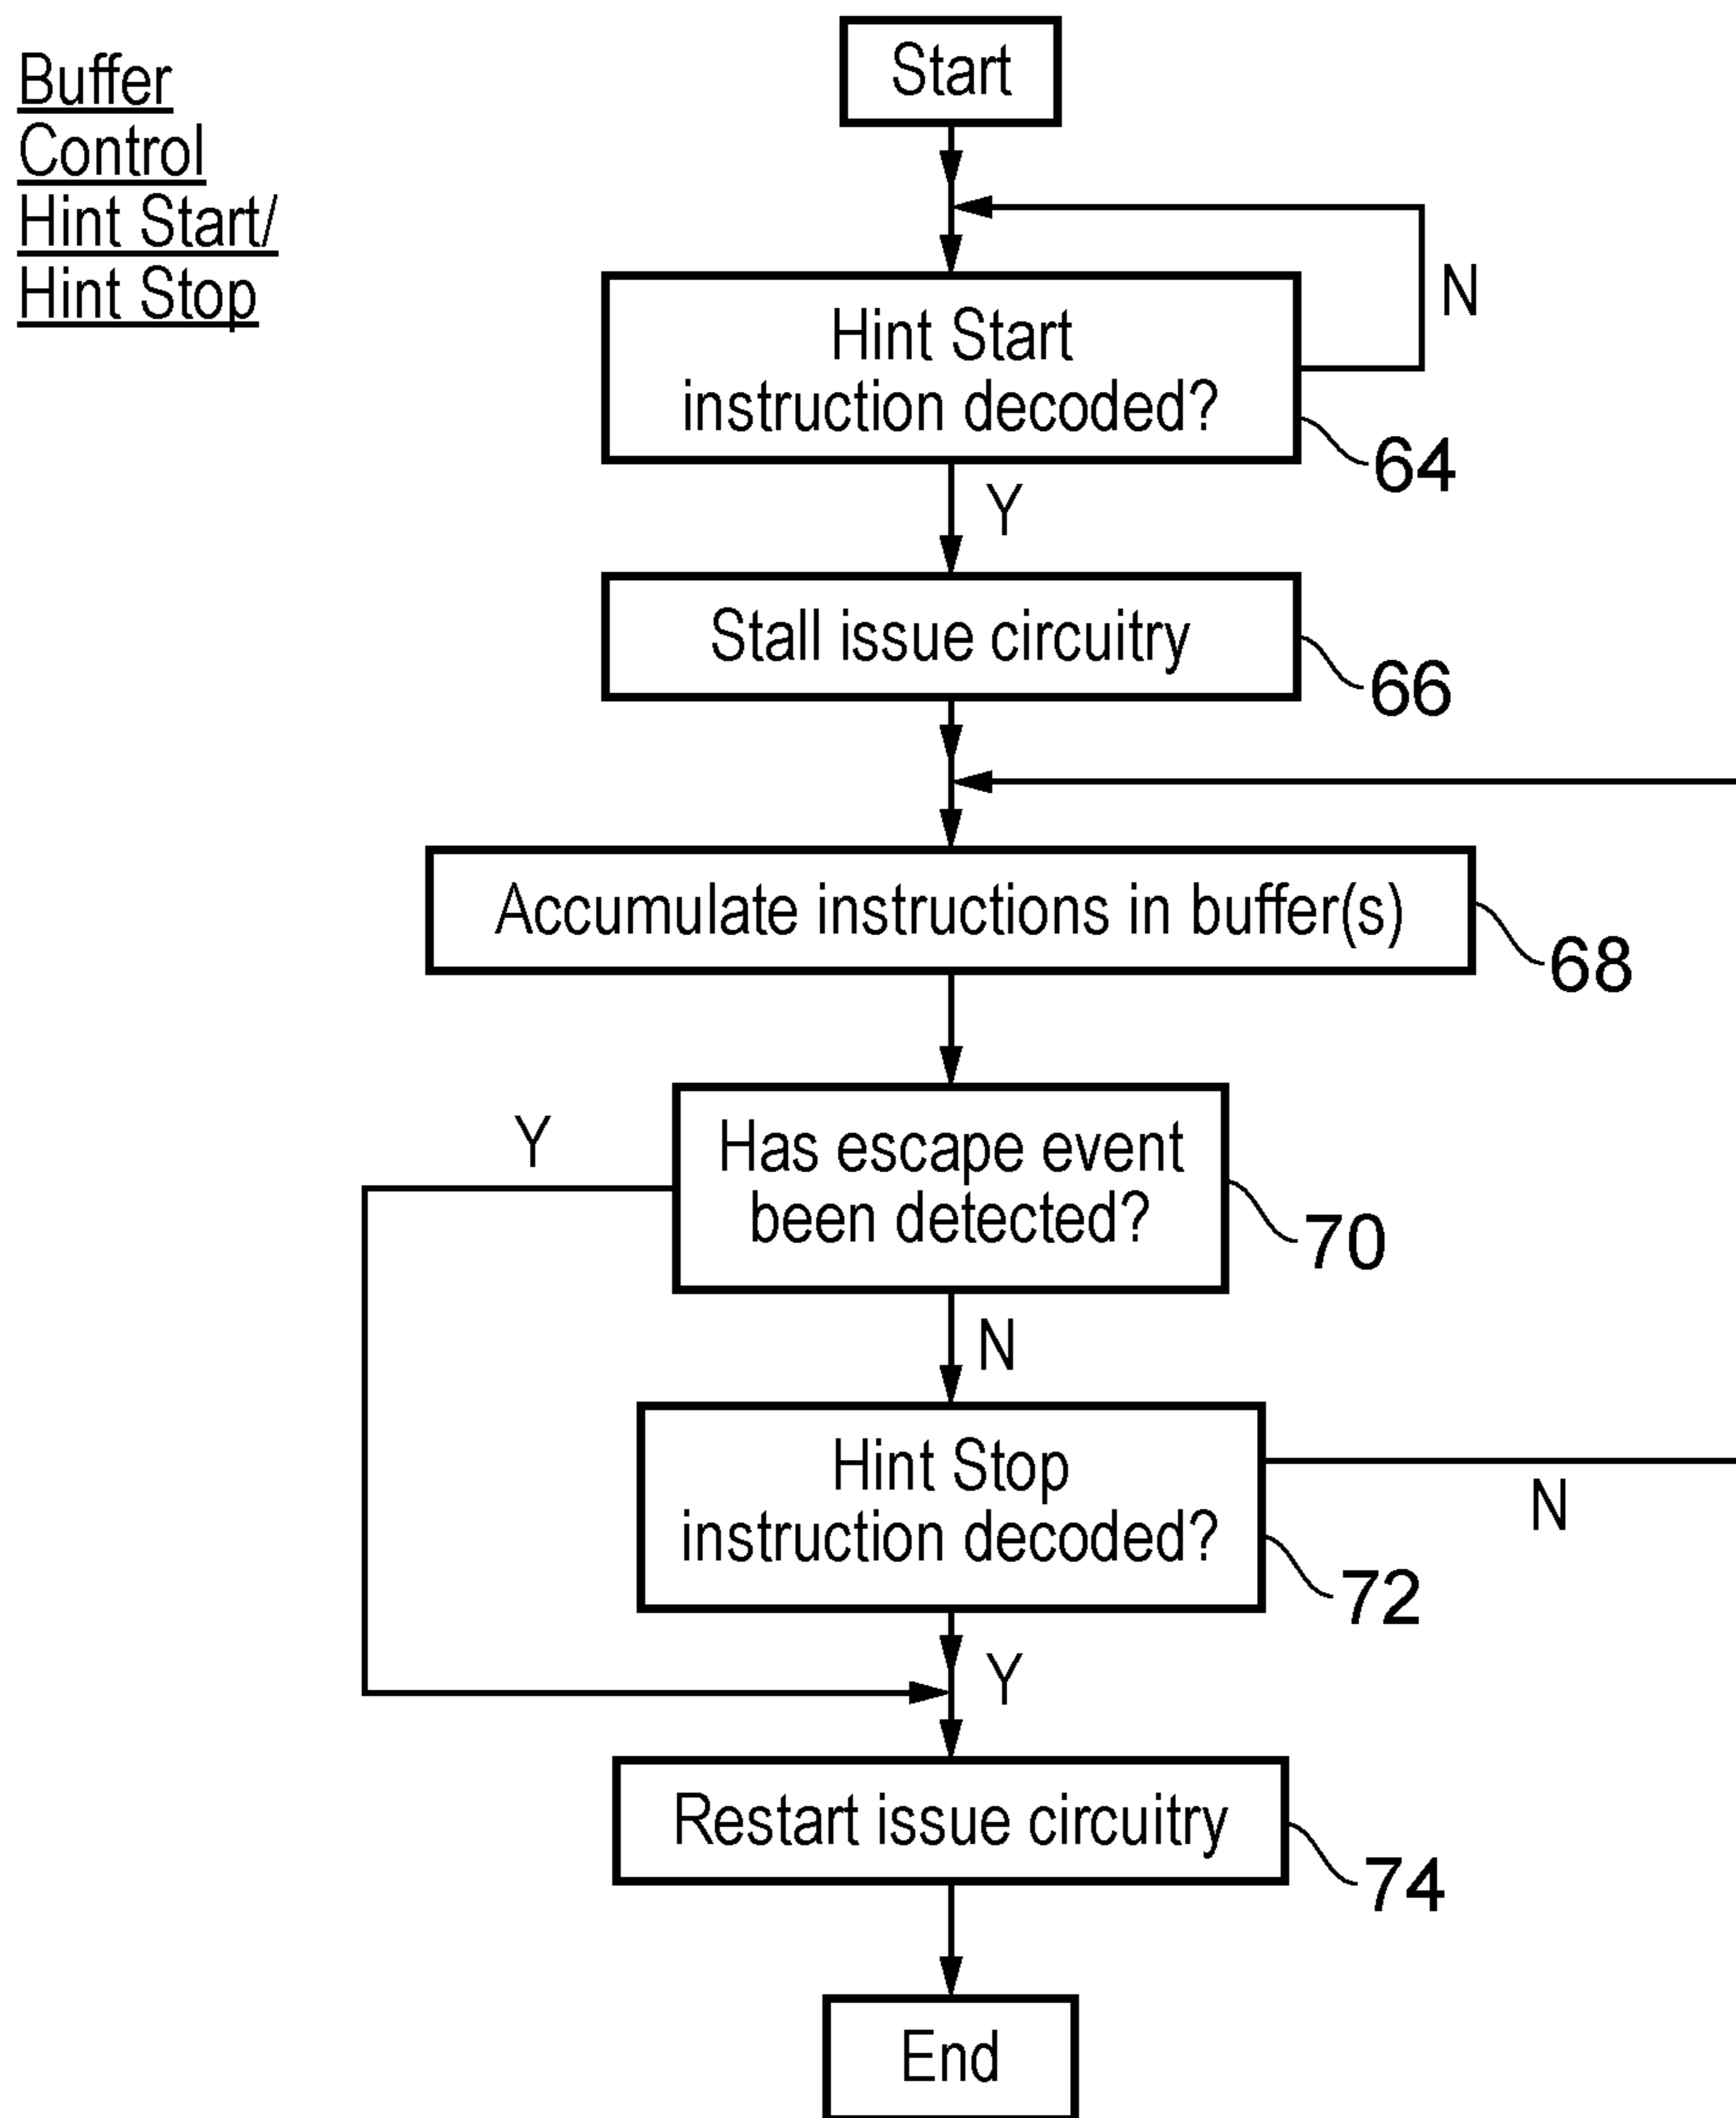 Buffer
Control
Hint Start/
Hint Stop
Start
Hint Start
instruction decoded?
N
64
Y
Stall issue circuitry
66
Accumulate instructions in buffer(s)
68
Has escape event
been detected?
Y
70
N
Hint Stop
instruction decoded?
N
72
Y
Restart issue circuitry
74
End